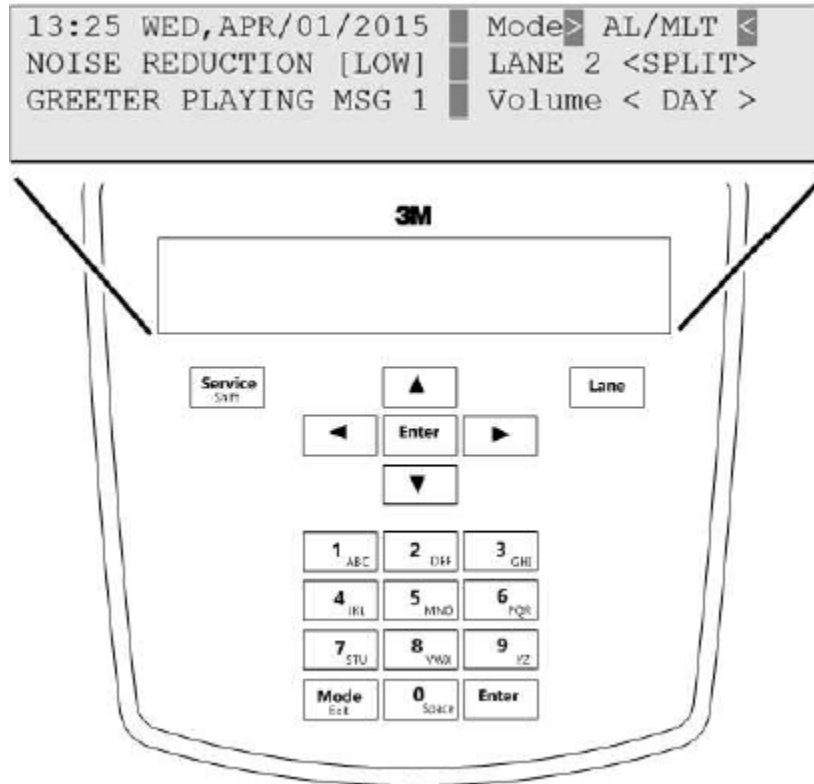 13:25 WED,APR/01/2015 Mode> AL/MLT <
NOISE REDUCTION [LOW] LANE 2 <SPLIT>
GREETER PLAYING MSG 1 Volume < DAY >
3M
Service
Shift
Lane
Enter
1 ABC 2 DEF 3 GHI
4 JKL 5 MNO 6 PQR
7 STU 8 VWX 9 YZ
Mode
Exit
0 Space
Enter